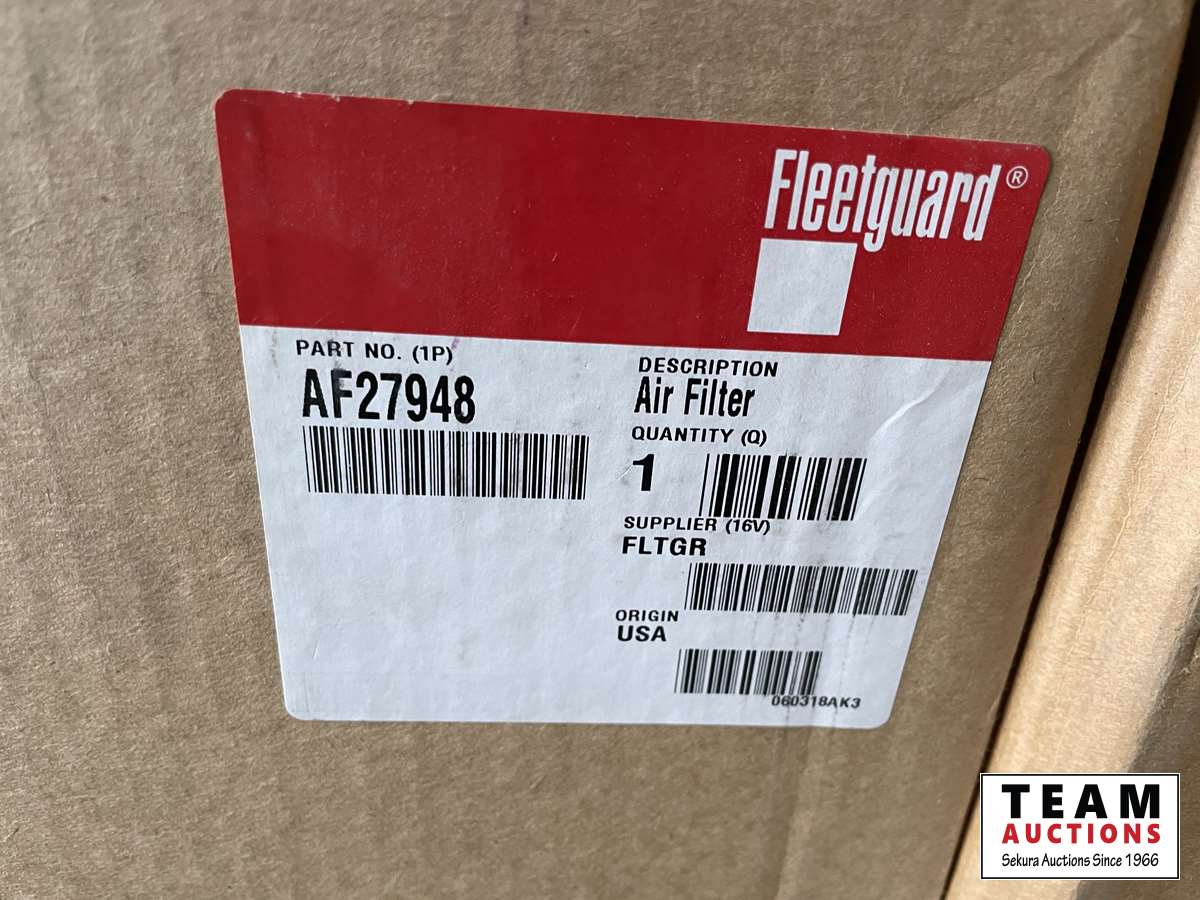 Fleetguard®
PART NO. (1P)
AF27948
DESCRIPTION
Air Filter
QUANTITY (Q)
1
SUPPLIER (16V)
FLTGR
ORIGIN
USA
060318AK3
TEAM
AUCTIONS
Sekura Auctions Since 1966